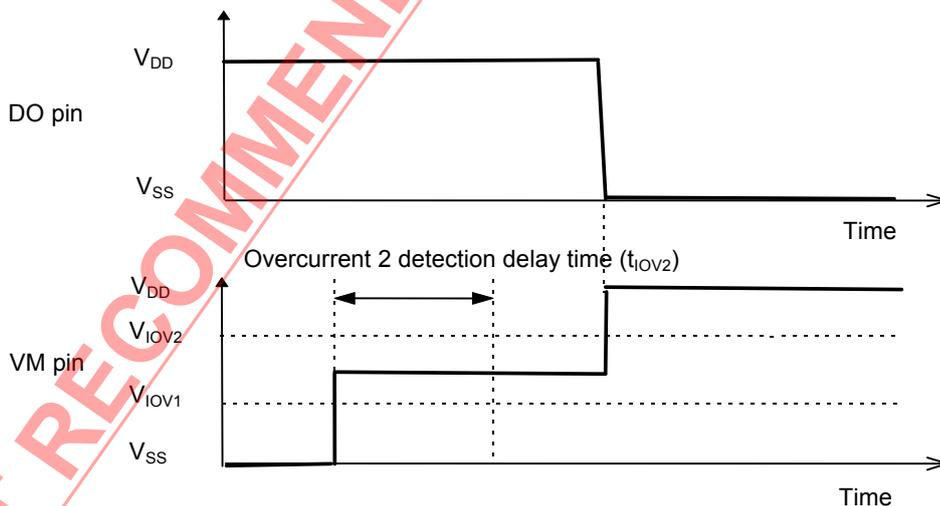 VDD
DO pin
VSS
Time
Overcurrent 2 detection delay time (tIOV2)
VDD
VIOV2
VM pin
VIOV1
VSS
Time
T RECOMMEN